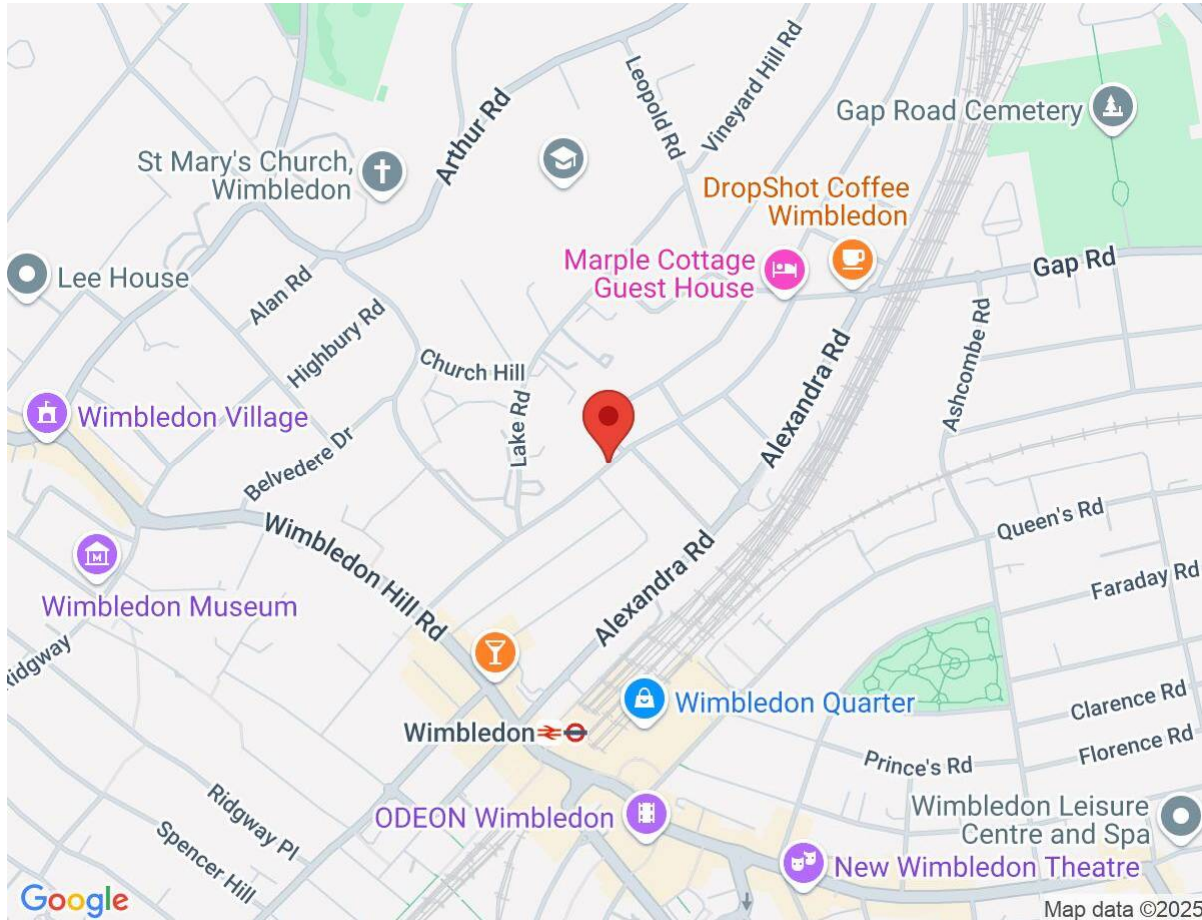 Leopold Rd
Vineyard Hill Rd
Arthur Rd
Gap Road Cemetery
St Mary's Church,
Wimbledon
DropShot Coffee
Wimbledon
Marple Cottage
Guest House
Gap Rd
Lee House
Alan Rd
Highbury Rd
Church Hill
Ashcombe Rd
Alexandra Rd
Wimbledon Village
Belvedere Dr
Lake Rd
Queen's Rd
Wimbledon Hill Rd
M
Wimbledon Museum
Alexandra Rd
Faraday Rd
Ridgway
Wimbledon Quarter
Clarence Rd
Wimbledon
Florence Rd
Prince's Rd
Ridgway Pl
ODEON Wimbledon
Wimbledon Leisure
Centre and Spa
Spencer Hill
New Wimbledon Theatre
Google
Map data ©2025